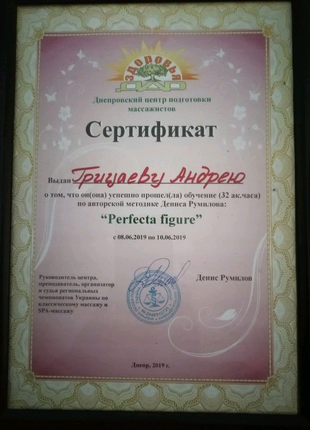 ЗДОРОВЬЯ
Днепровский центр подготовки
массажистов
Сертификат
Выдан Грицаеву Андрею
о том, что он(она) успешно прошел(ла) обучение (32 ак.часа)
по авторской методике Дениса Румилова:
“Perfecta figure”
с 08.06.2019 по 10.06.2019
Руководитель центра,
преподаватель, организатор
и судья региональных
чемпионатов Украины по
классическому массажу и
SPA-массажу
Денис Румилов
Днепр, 2019 г.